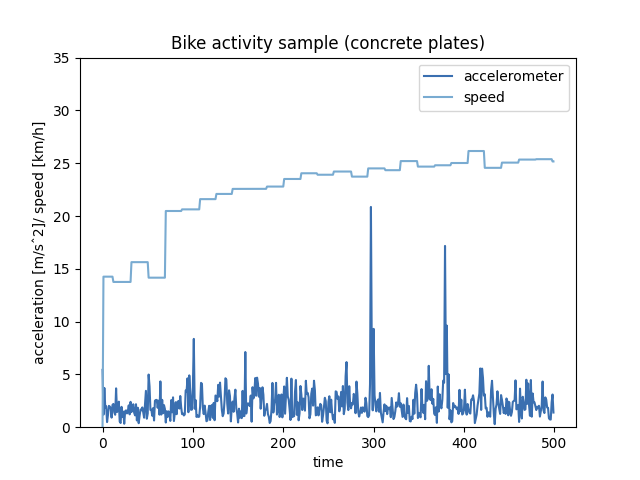 Bike activity sample (concrete plates)
accelerometer
speed
acceleration [m/sˆ2]/ speed [km/h]
35
30
25
20
15
10
5
0
0 100 200 300 400 500
time